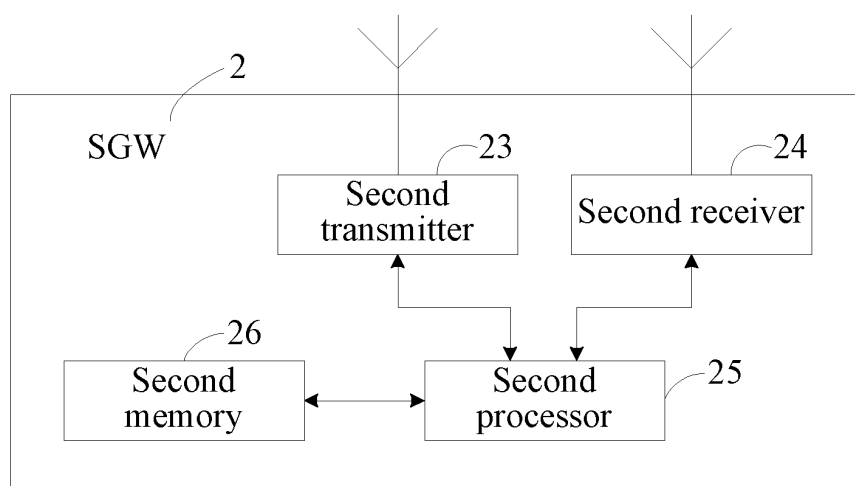 2
SGW
23
24
Second
transmitter
Second receiver
26
Second
memory
Second
processor
25